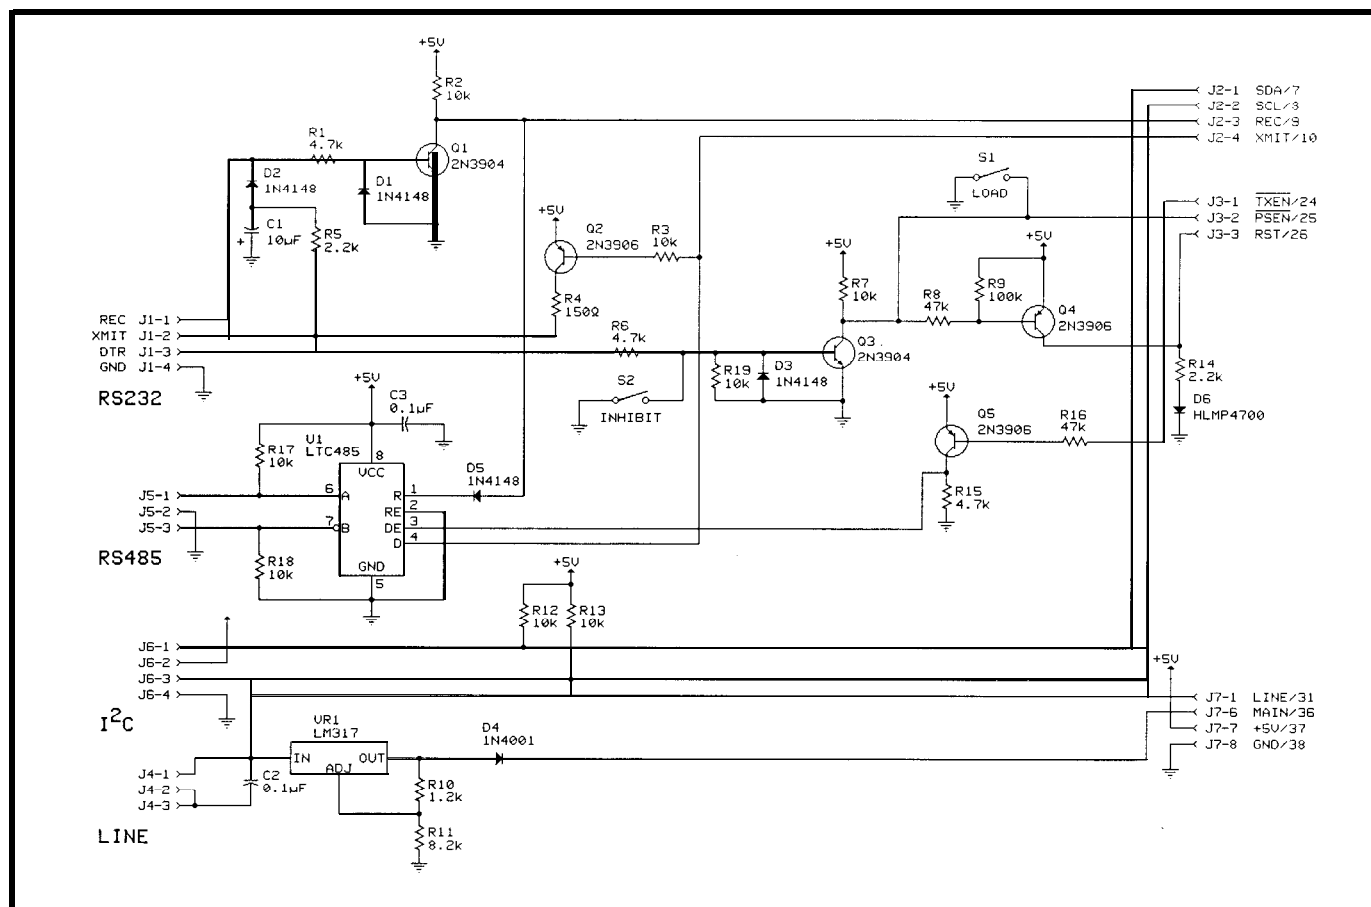 +5V
R2
10k
J2-1 SDA/7
J2-2 SCL/8
J2-3 REC/9
J2-4 XMIT/10
R1
4.7k
Q1
2N3904
D2
1N4148
D1
1N4148
C1
10µF
+
R5
2.2k
S1
LOAD
J3-1 TXEN/24
J3-2 PSEN/25
J3-3 RST/26
+5V
Q2
2N3906
R3
10k
R4
150Ω
+5V
R7
10k
+5V
R8
47k
R9
100k
Q4
2N3906
REC J1-1
XMIT J1-2
DTR J1-3
GND J1-4
RS232
R6
4.7k
Q3
2N3904
R19
10k
D3
1N4148
S2
INHIBIT
R14
2.2k
D6
HLMP4700
+5V
C3
0.1µF
U1
LTC485
R17
10k
8
VCC
6
A
7
B
R
1
RE
2
DE
3
D
4
GND
5
D5
1N4148
+5V
Q5
2N3906
R16
47k
R15
4.7k
J5-1
J5-2
J5-3
RS485
R18
10k
+5V
R12
10k
R13
10k
J6-1
J6-2
J6-3
J6-4
I²C
+5V
J7-1 LINE/31
J7-6 MAIN/36
J7-7 +5V/37
J7-8 GND/38
VR1
LM317
IN
OUT
ADJ
D4
1N4001
J4-1
J4-2
J4-3
LINE
C2
0.1µF
R10
1.2k
R11
8.2k